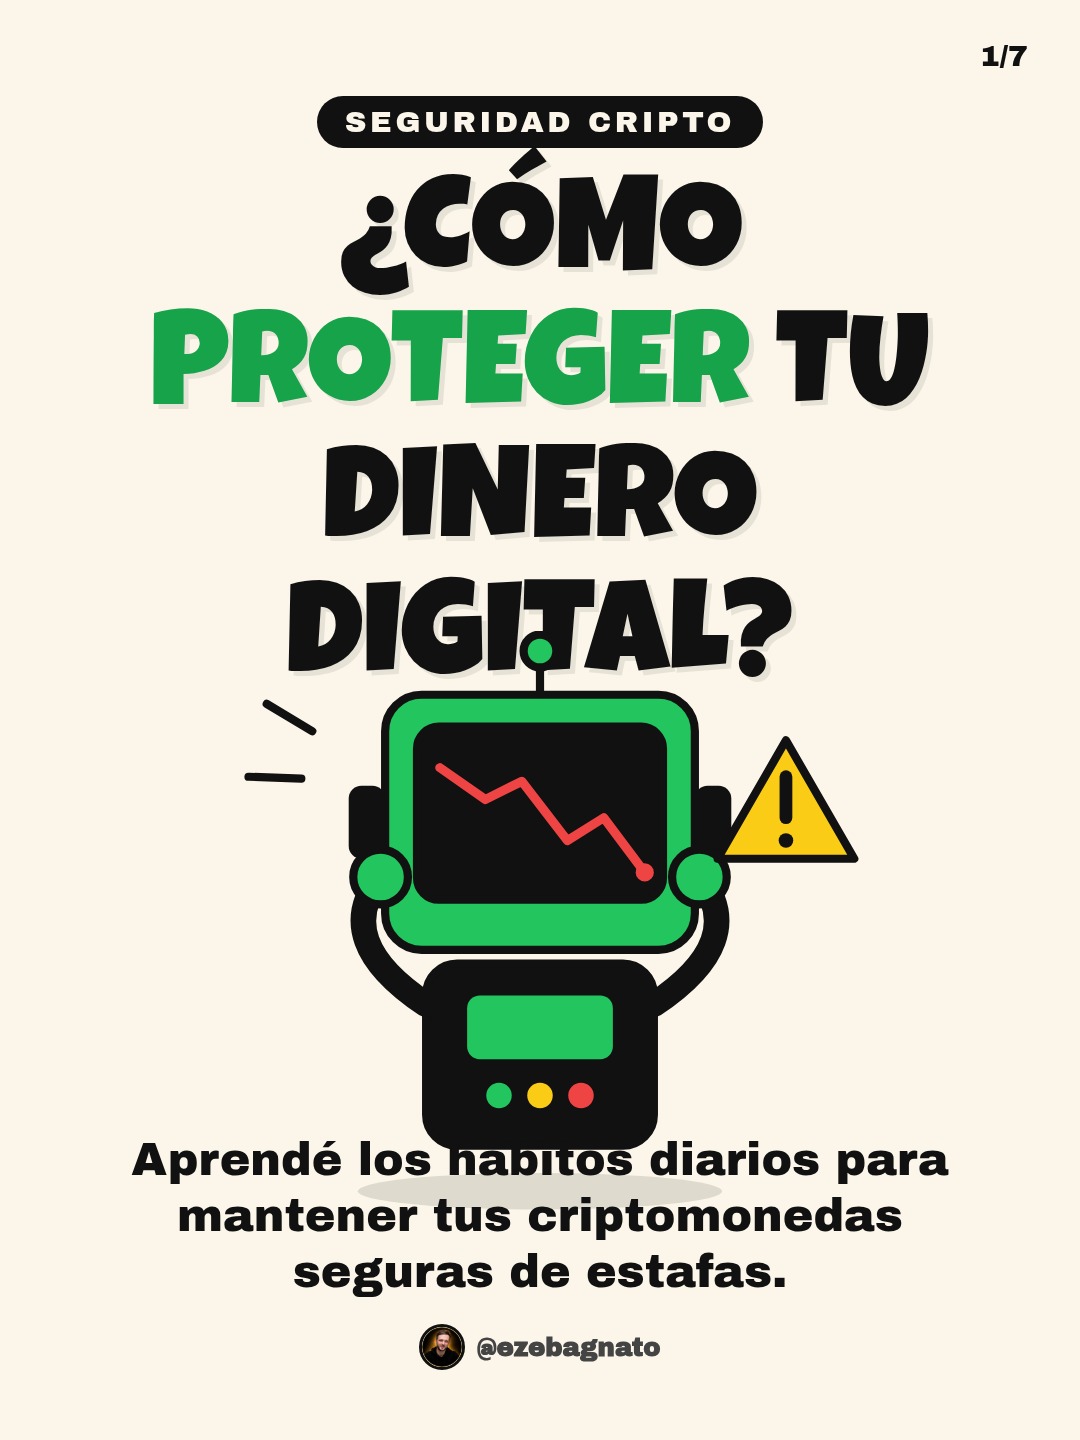 1/7
SEGURIDAD CRIPTO
¿CÓMO
PROTEGER TU
DINERO
DIGITAL?
Aprendé los hábitos diarios para
mantener tus criptomonedas
seguras de estafas.
@ezebagnato